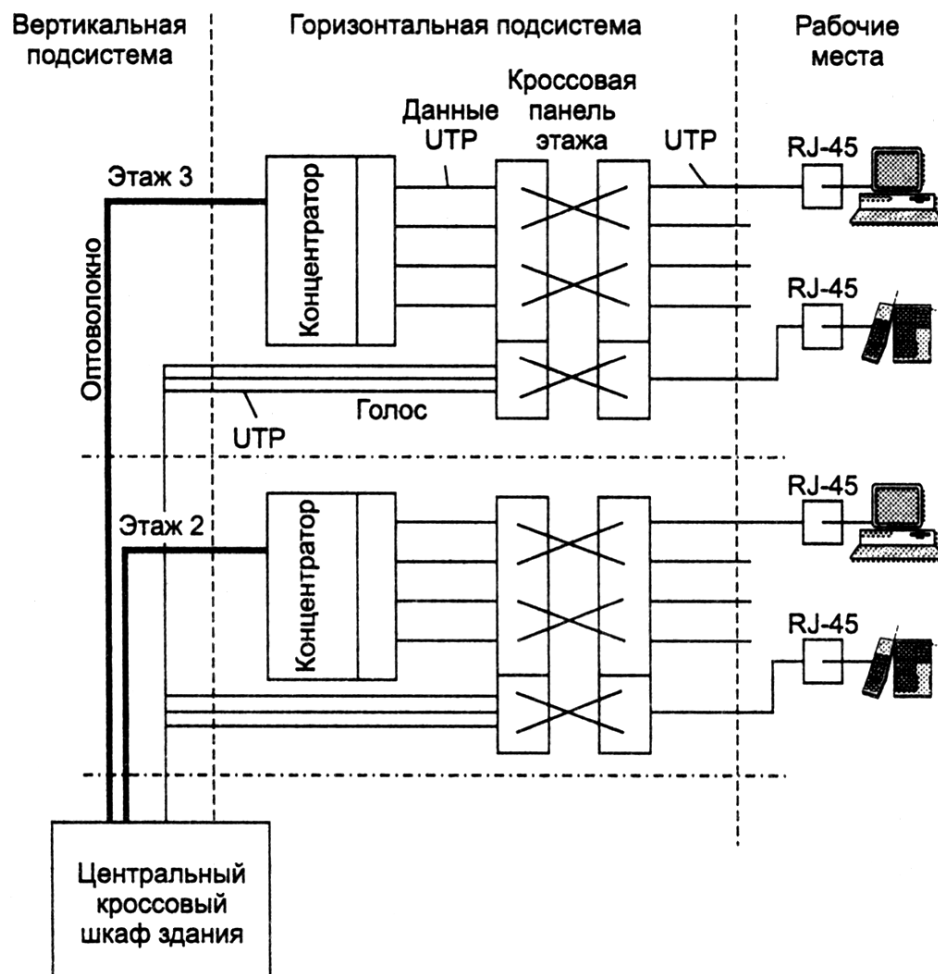 Вертикальная
подсистема
Горизонтальная подсистема
Рабочие
места
Данные
UTP
Кроссовая
панель
этажа
UTP
RJ-45
Этаж 3
Концентратор
Оптоволокно
RJ-45
Голос
UTP
RJ-45
Этаж 2
Концентратор
RJ-45
Центральный
кроссовый
шкаф здания